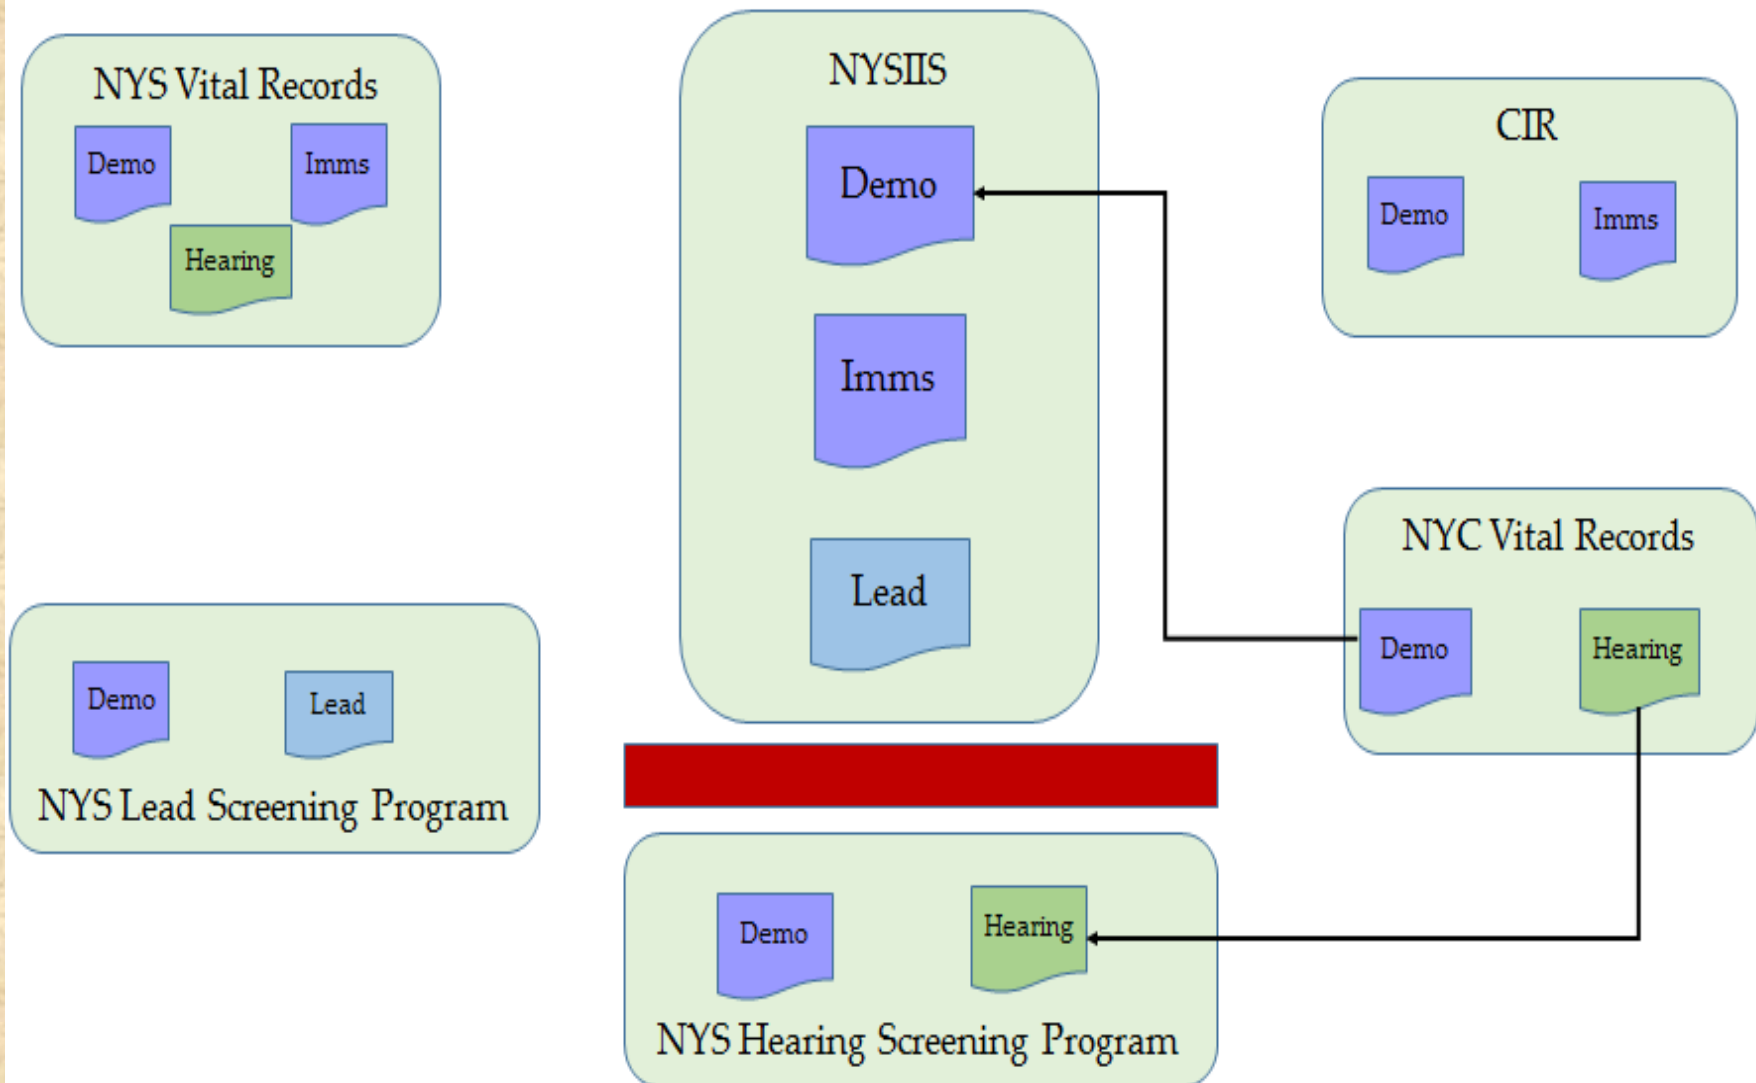 NYS Vital Records
Demo
Imms
Hearing
NYSIIS
Demo
Imms
Lead
CIR
Demo
Imms
NYC Vital Records
Demo
Hearing
Demo
Lead
NYS Lead Screening Program
Demo
Hearing
NYS Hearing Screening Program